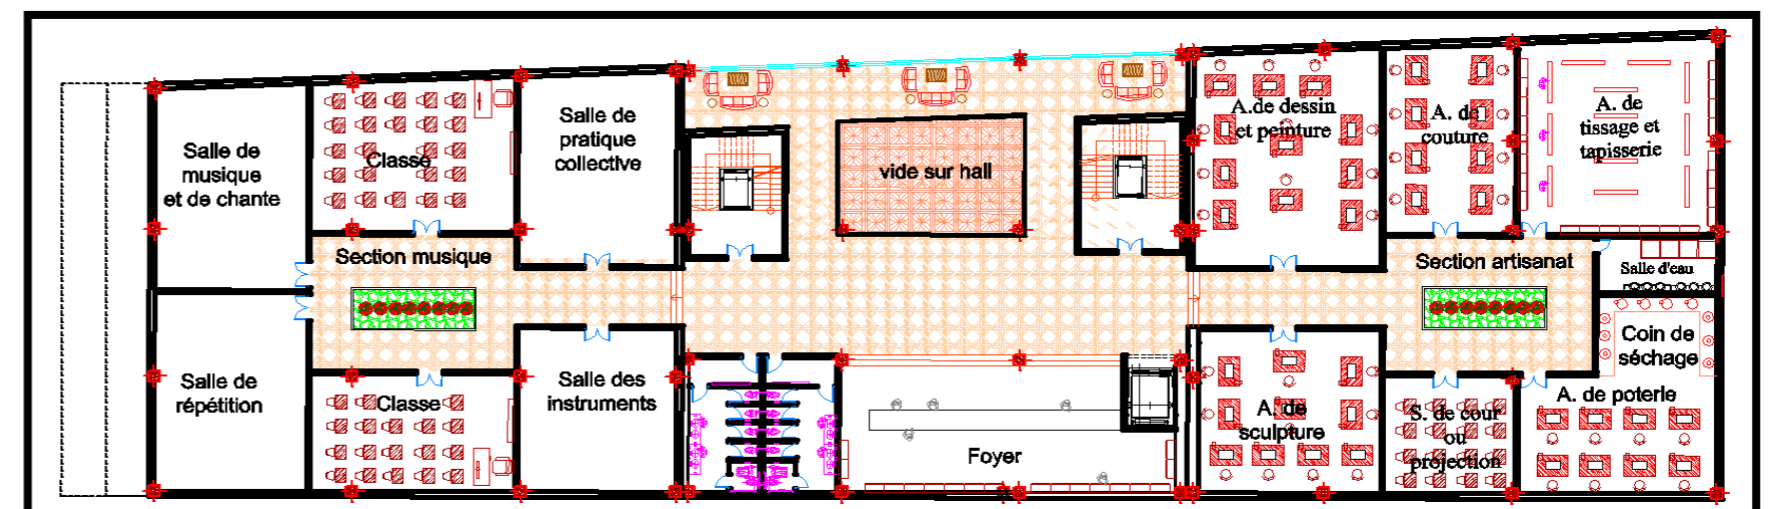 Salle de
musique
et de chante
Classe
Salle de
pratique
collective
vide sur hall
A.de dessin
et peinture
A. de
couture
A. de
tissage et
tapisserie
Section musique
Section artisanat
Salle d'eau
Salle de
répétition
Classe
Salle des
instruments
Foyer
A. de
sculpture
S. de cour
ou
projection
Coin de
séchage
A. de poterie